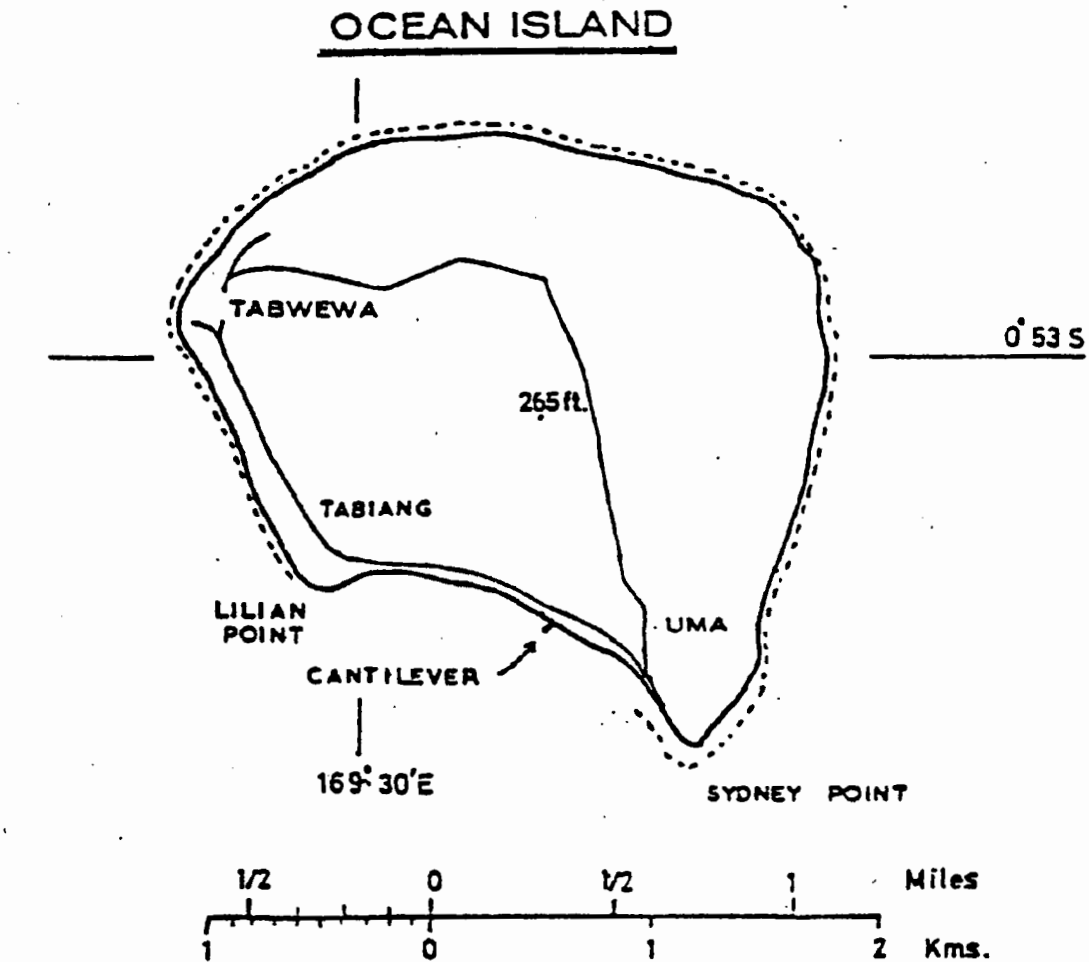 OCEAN ISLAND
TABWEWA
0° 53 S
265 ft.
TABIANG
LILIAN
POINT
UMA
CANTILEVER
169° 30'E
SYDNEY POINT
1/2 0 1/2 1 Miles
1 0 1 2 Kms.